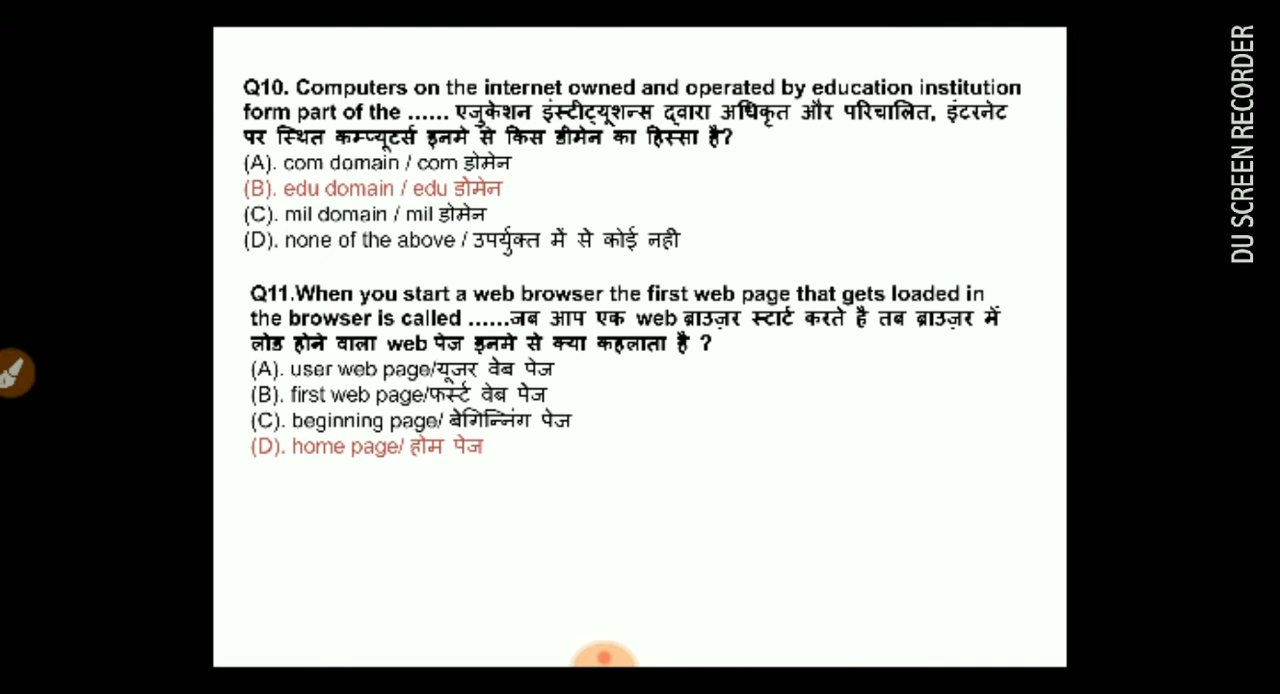 Q10. Computers on the internet owned and operated by education institution
form part of the ...... एजुकेशन इंस्टीट्यूशन्स द्वारा अधिकृत और परिचालित, इंटरनेट
पर स्थित कम्प्यूटर्स इनमे से किस डीमेन का हिस्सा है?
(A). com domain / com डोमेन
(B). edu domain / edu डोमेन
(C). mil domain / mil डोमेन
(D). none of the above / उपर्युक्त में से कोई नही
Q11.When you start a web browser the first web page that gets loaded in
the browser is called ......जब आप एक web ब्राउज़र स्टार्ट करते है तब ब्राउज़र में
लोड होने वाला web पेज इनमे से क्या कहलाता है ?
(A). user web page/यूजर वेब पेज
(B). first web page/फर्स्ट वेब पेज
(C). beginning page/ बेगिन्निंग पेज
(D). home page/ होम पेज
DU SCREEN RECORDER